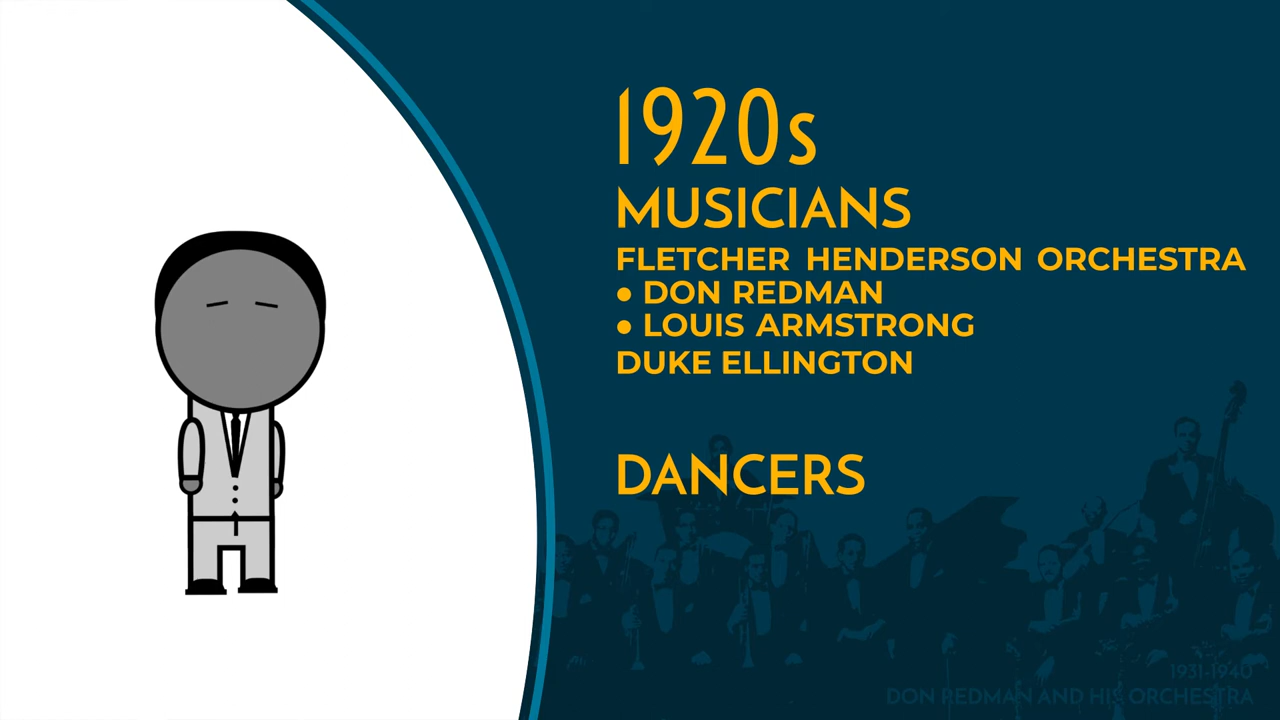 1920s
MUSICIANS
FLETCHER HENDERSON ORCHESTRA
● DON REDMAN
● LOUIS ARMSTRONG
DUKE ELLINGTON
DANCERS
1931-1940
DON REDMAN AND HIS ORCHESTRA